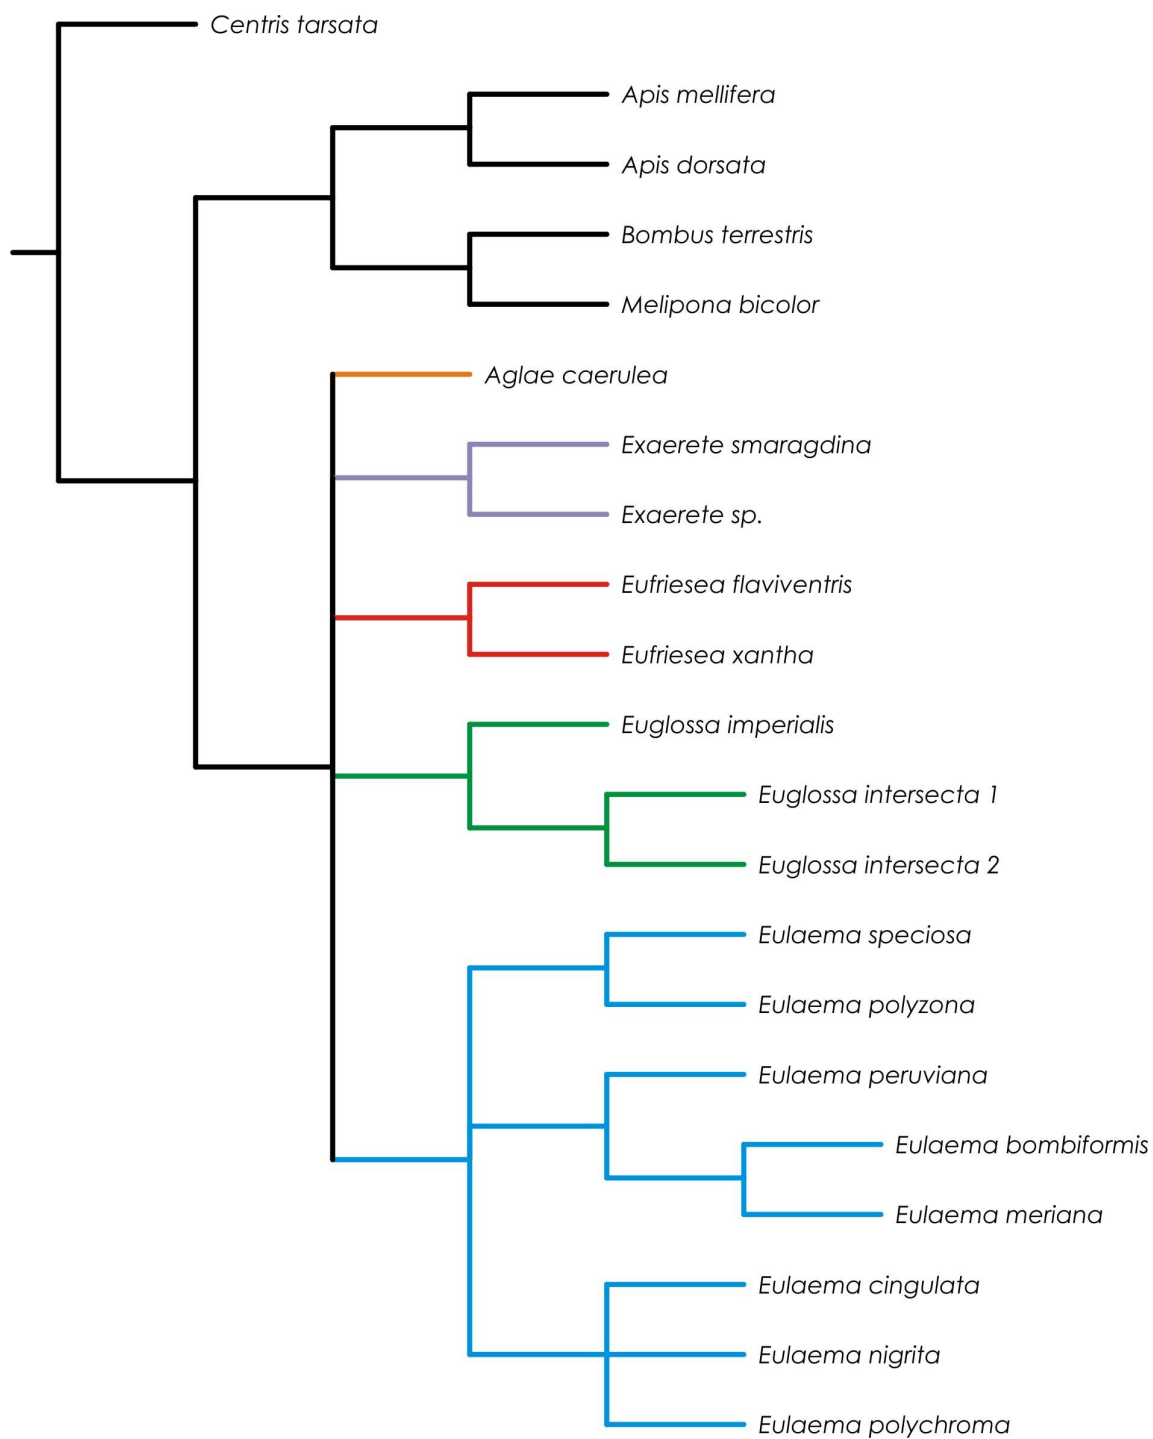 Centris tarsata
Apis mellifera
Apis dorsata
Bombus terrestris
Melipona bicolor
Aglae caerulea
Exaerete smaragdina
Exaerete sp.
Eufriesea flaviventris
Eufriesea xantha
Euglossa imperialis
Euglossa intersecta 1
Euglossa intersecta 2
Eulaema speciosa
Eulaema polyzona
Eulaema peruviana
Eulaema bombiformis
Eulaema meriana
Eulaema cingulata
Eulaema nigrita
Eulaema polychroma